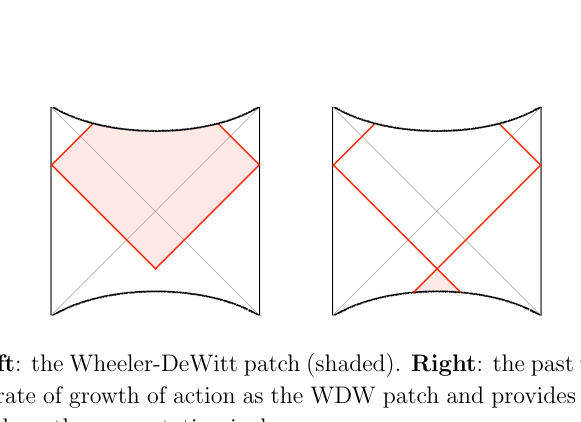 : the Wheeler-DeWitt patch (shaded). Right: the past
rate of growth of action as the WDW patch and provides